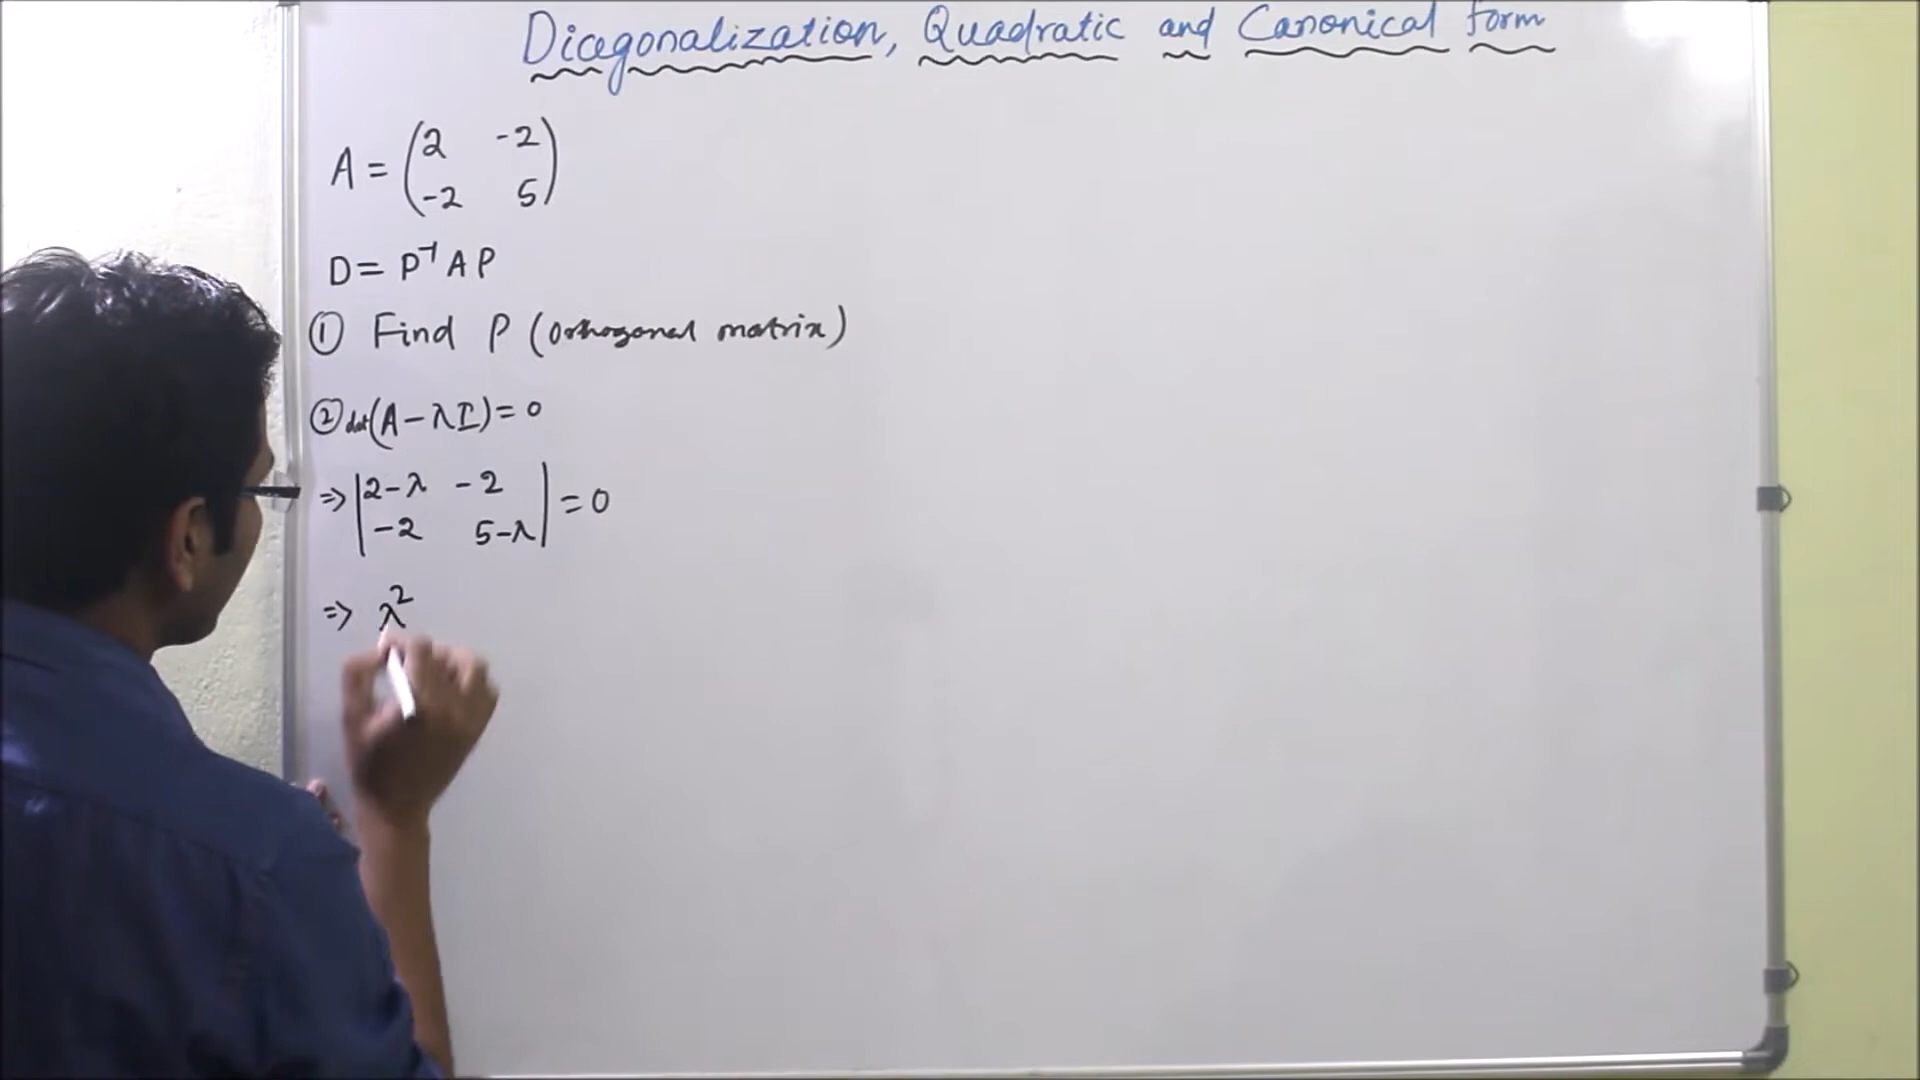 Diagonalization, Quadratic and Canonical form
A = (2 -2
-2 5)
D = P⁻¹ A P
① Find P (Orthogonal matrix)
② det(A - λI) = 0
⇒ |2-λ -2
-2 5-λ| = 0
⇒ λ²